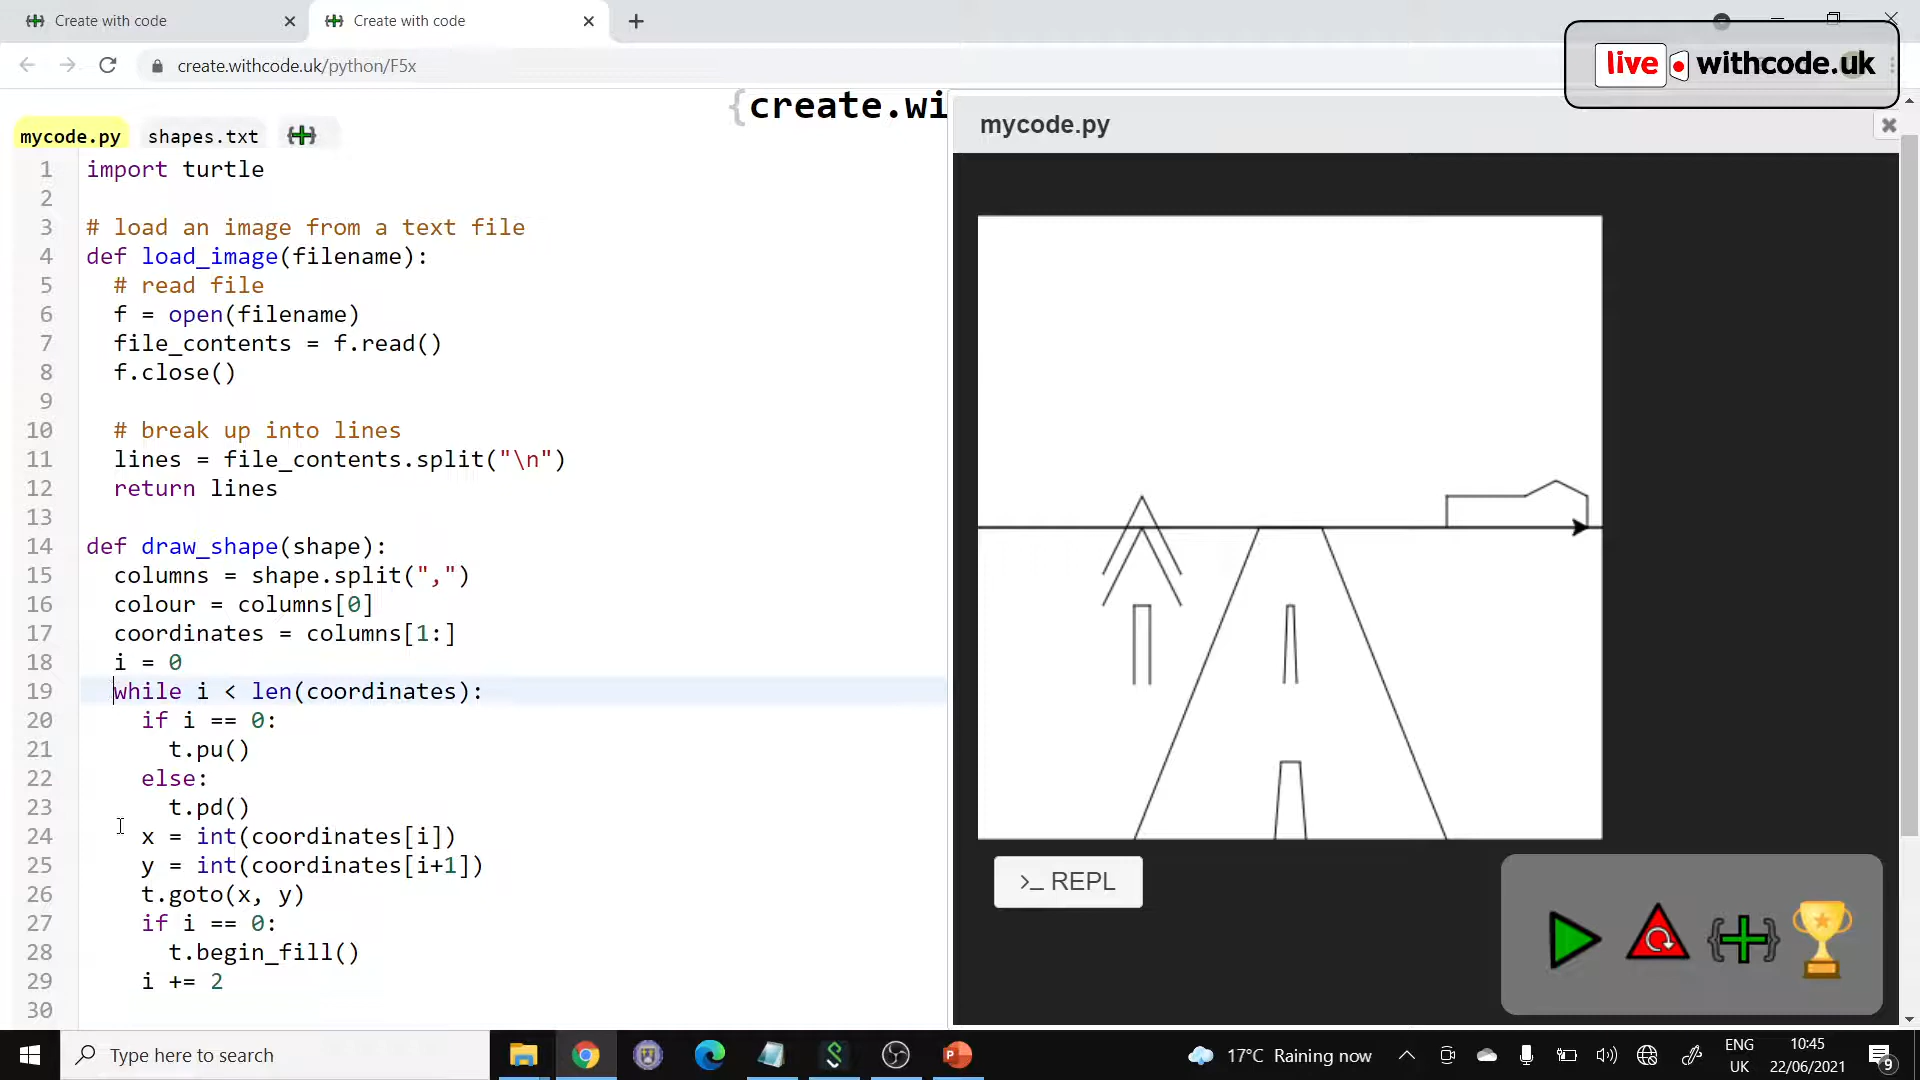 Create with code
Create with code
create.withcode.uk/python/F5x
live withcode.uk
{create.wi
mycode.py
shapes.txt
mycode.py
1 import turtle
2
3 # load an image from a text file
4 def load_image(filename):
5 # read file
6 f = open(filename)
7 file_contents = f.read()
8 f.close()
9
10 # break up into lines
11 lines = file_contents.split("\n")
12 return lines
13
14 def draw_shape(shape):
15 columns = shape.split(",")
16 colour = columns[0]
17 coordinates = columns[1:]
18 i = 0
19 while i < len(coordinates):
20 if i == 0:
21 t.pu()
22 else:
23 t.pd()
24 x = int(coordinates[i])
25 y = int(coordinates[i+1])
26 t.goto(x, y)
27 if i == 0:
28 t.begin_fill()
29 i += 2
30
>_ REPL
Type here to search
17°C Raining now
ENG
UK
10:45
22/06/2021
9